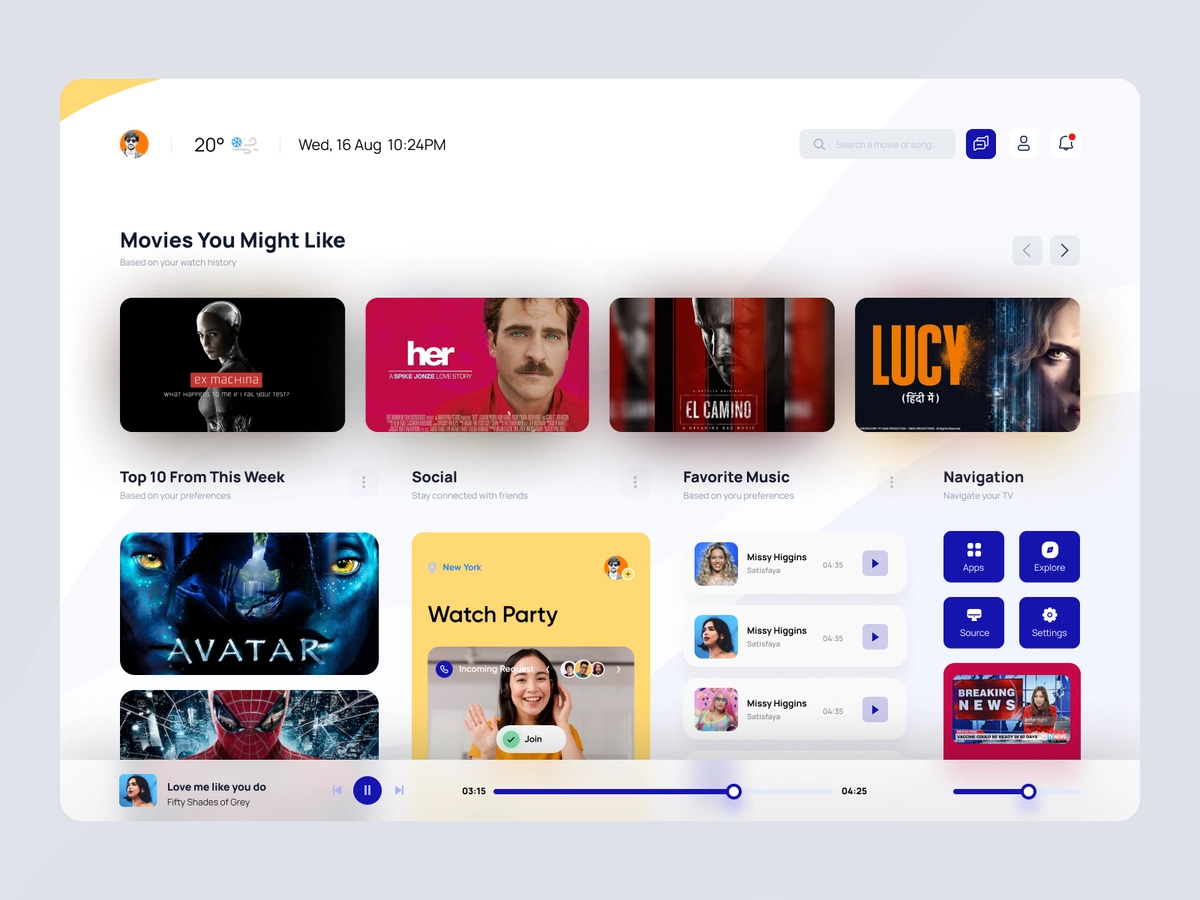 20°
Wed, 16 Aug 10:24PM
Search a movie or song...
Movies You Might Like
Based on your watch history
ex machina
WHAT HAPPENS TO ME IF I FAIL YOUR TEST?
her
A SPIKE JONZE LOVE STORY
A NETFLIX ORIGINAL
EL CAMINO
A BREAKING BAD MOVIE
LUCY
(हिंदी में)
Top 10 From This Week
Based on your preferences
Social
Stay connected with friends
Favorite Music
Based on yoru preferences
Navigation
Navigate your TV
AVATAR
New York
Watch Party
Incoming Request
Join
Missy Higgins
Satisfaya
04:35
Missy Higgins
Satisfaya
04:35
Missy Higgins
Satisfaya
04:35
Apps
Explore
Source
Settings
BREAKING
NEWS
VACCINE COULD BE READY IN 60 DAYS
Love me like you do
Fifty Shades of Grey
03:15
04:25